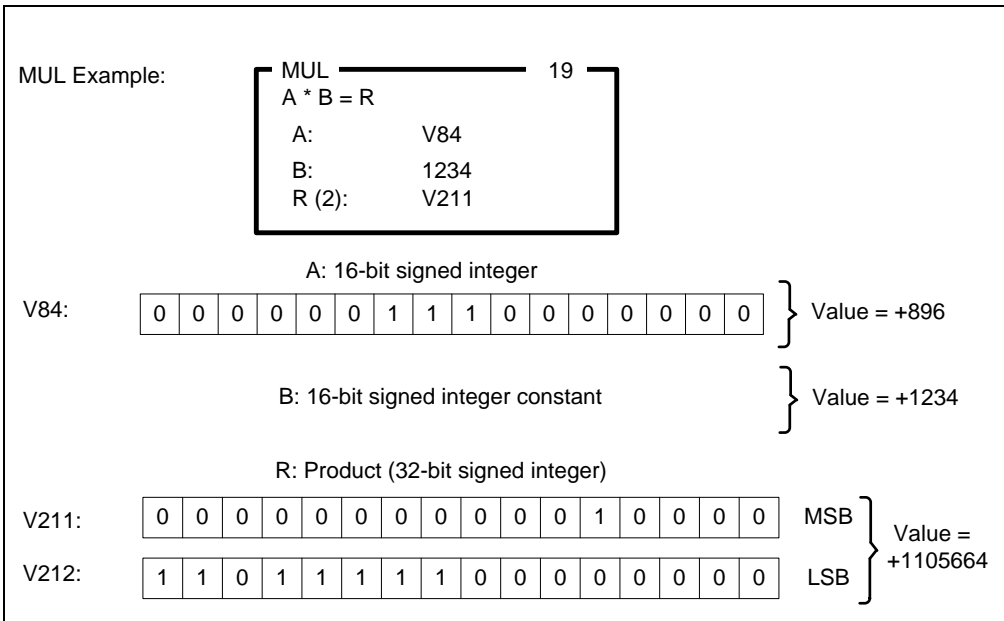 MUL Example:
MUL 19
A * B = R
A: V84
B: 1234
R (2): V211
A: 16-bit signed integer
V84: 0 0 0 0 0 0 1 1 1 0 0 0 0 0 0 0 Value = +896
B: 16-bit signed integer constant Value = +1234
R: Product (32-bit signed integer)
V211: 0 0 0 0 0 0 0 0 0 0 0 1 0 0 0 0 MSB
V212: 1 1 0 1 1 1 1 1 0 0 0 0 0 0 0 0 LSB
Value =
+1105664